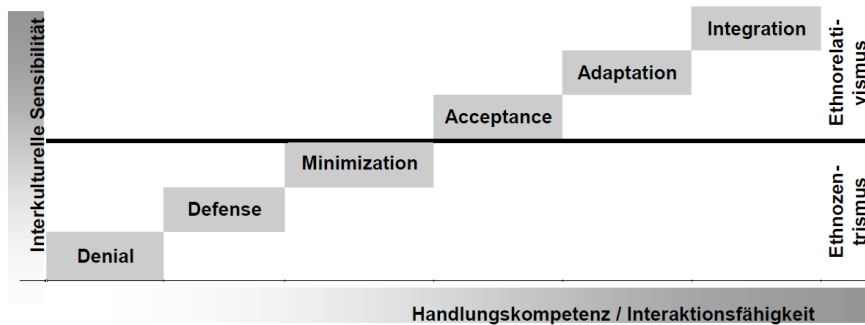 Interkulturelle Sensibilität
Integration
Adaptation
Acceptance
Minimization
Defense
Denial
Ethnorelati-
vismus
Ethnozen-
trismus
Handlungskompetenz / Interaktionsfähigkeit